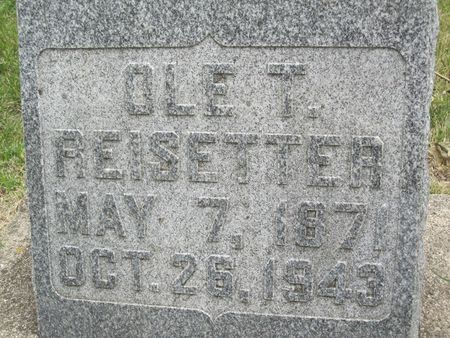 OLE T.
REISETTER
MAY 7, 1871
OCT. 26, 1943